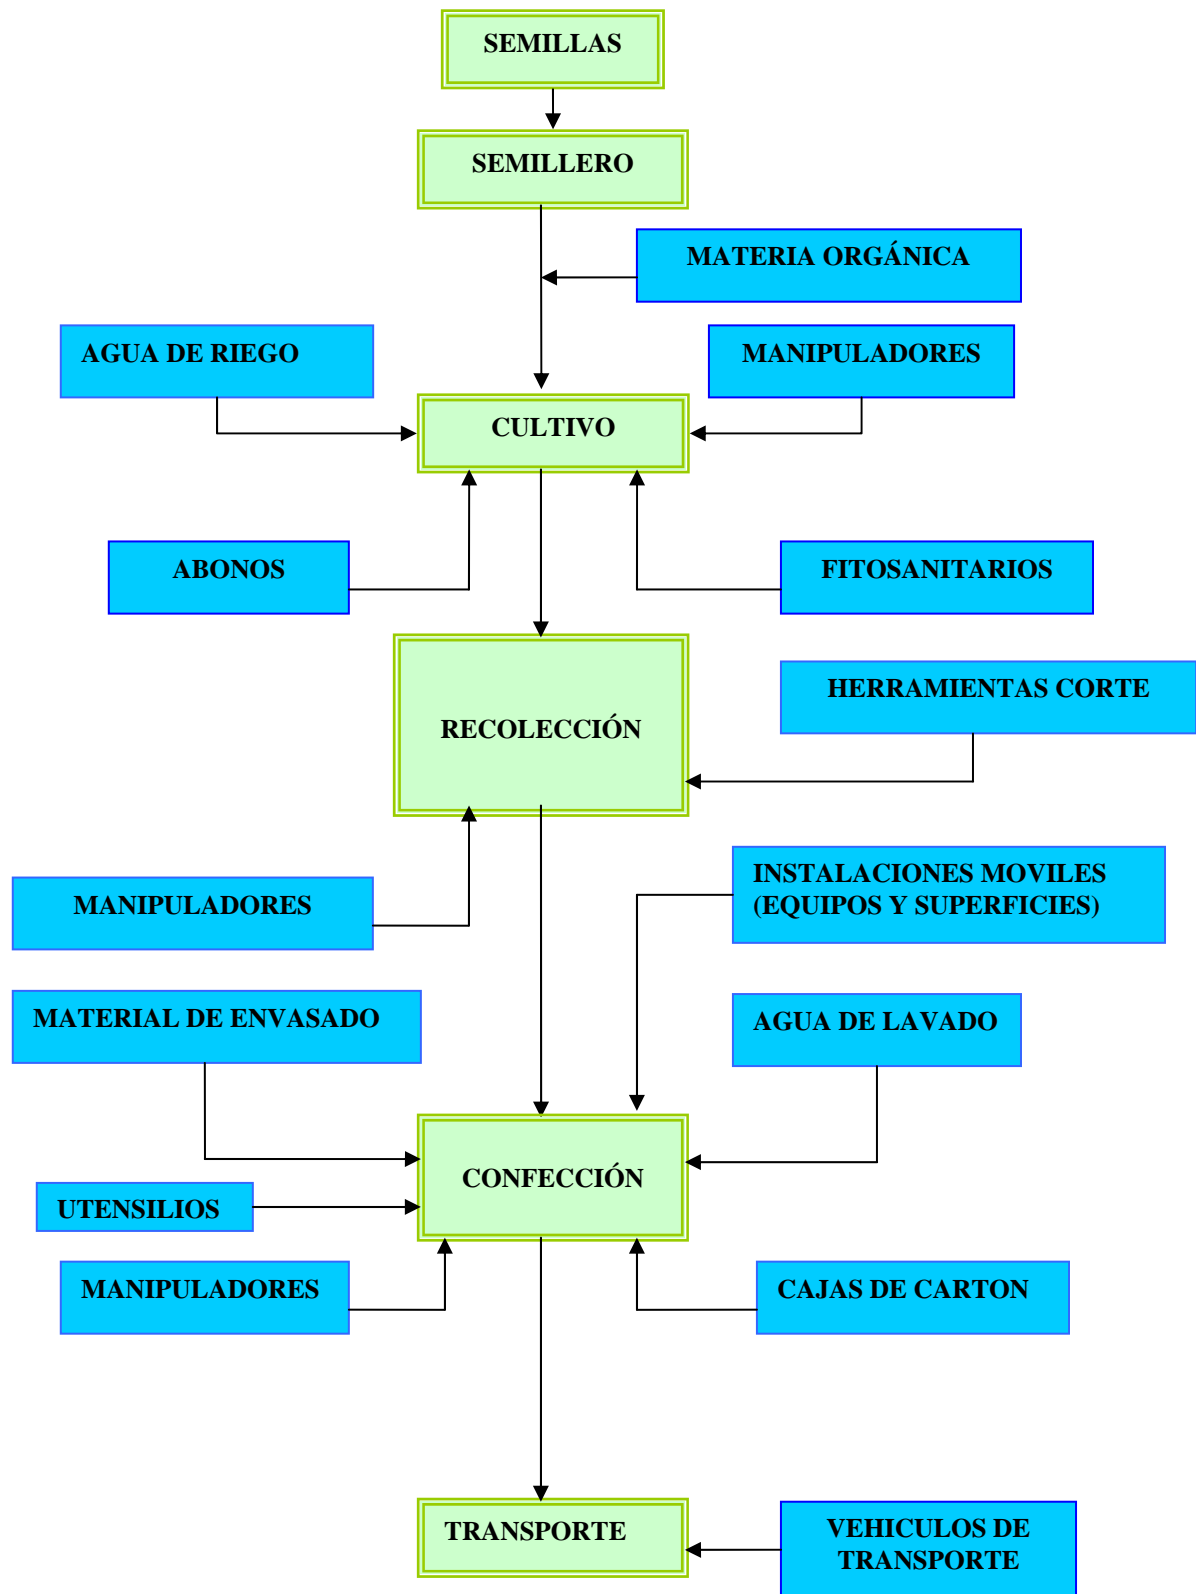 SEMILLAS
SEMILLERO
MATERIA ORGÁNICA
AGUA DE RIEGO
MANIPULADORES
CULTIVO
ABONOS
FITOSANITARIOS
HERRAMIENTAS CORTE
RECOLECCIÓN
INSTALACIONES MOVILES
(EQUIPOS Y SUPERFICIES)
MANIPULADORES
MATERIAL DE ENVASADO
AGUA DE LAVADO
CONFECCIÓN
UTENSILIOS
MANIPULADORES
CAJAS DE CARTON
TRANSPORTE
VEHICULOS DE
TRANSPORTE